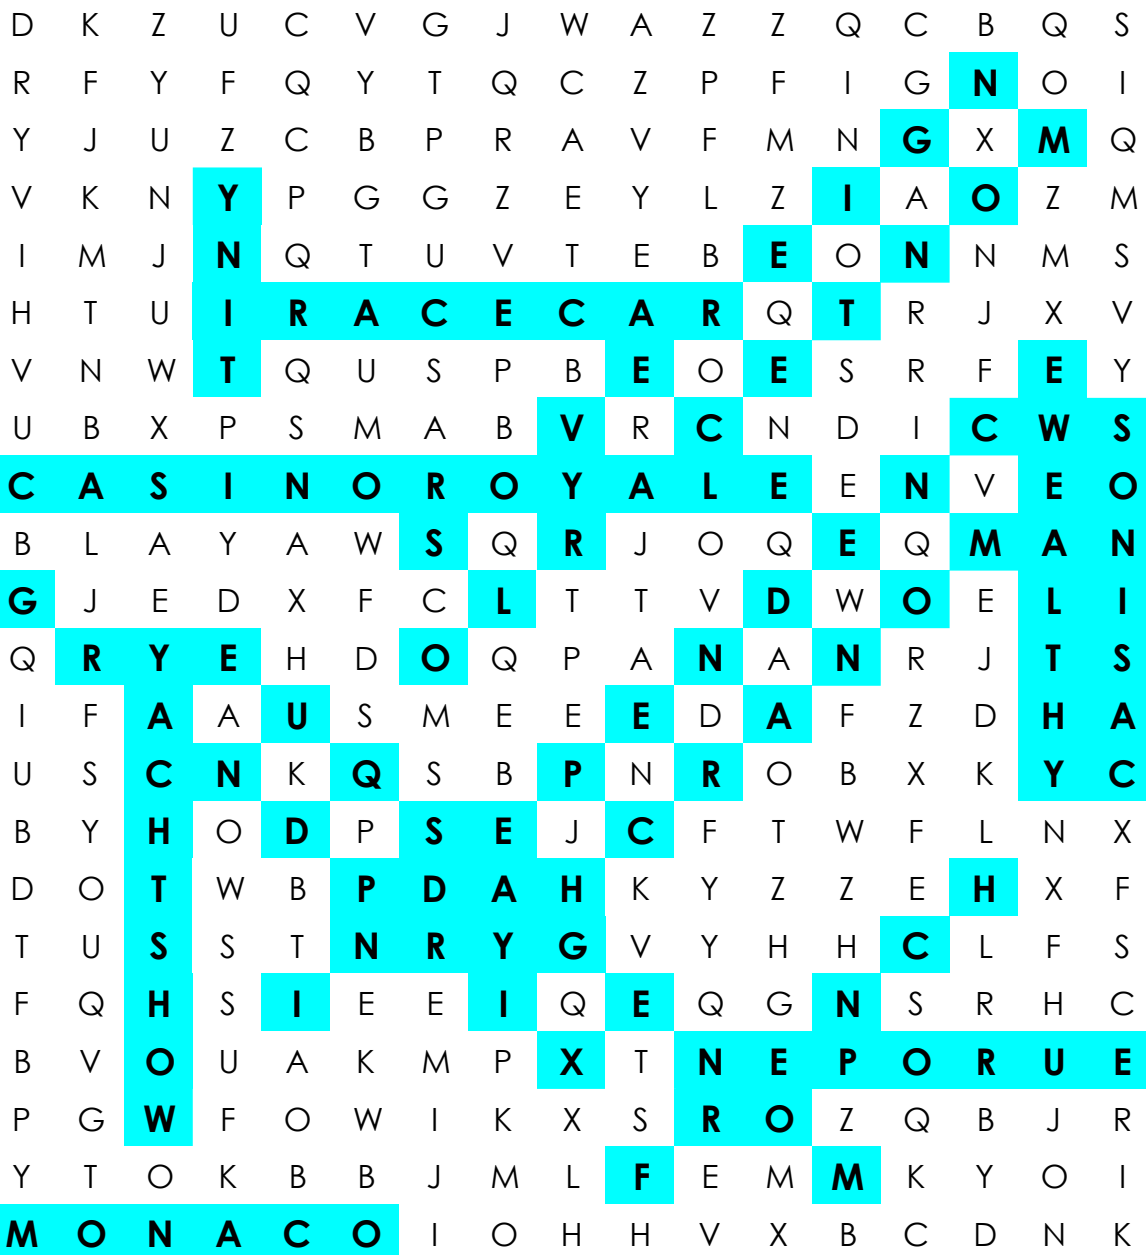 D K Z U C V G J W A Z Z Q C B Q S
R F Y F Q Y T Q C Z P F I G N O I
Y J U Z C B P R A V F M N G X M Q
V K N Y P G G Z E Y L Z I A O Z M
I M J N Q T U V T E B E O N N M S
H T U I R A C E C A R Q T R J X V
V N W T Q U S P B E O E S R F E Y
U B X P S M A B V R C N D I C W S
C A S I N O R O Y A L E E N V E O
B L A Y A W S Q R J O Q E Q M A N
G J E D X F C L T T V D W O E L I
Q R Y E H D O Q P A N A N R J T S
I F A A U S M E E E D A F Z D H A
U S C N K Q S B P N R O B X K Y C
B Y H O D P S E J C F T W F L N X
D O T W B P D A H K Y Z Z E H X F
T U S S T N R Y G V Y H H C L F S
F Q H S I E E I Q E Q G N S R H C
B V O U A K M P X T N E P O R U E
P G W F O W I K X S R O Z Q B J R
Y T O K B B J M L F E M M K Y O I
M O N A C O I O H H V X B C D N K